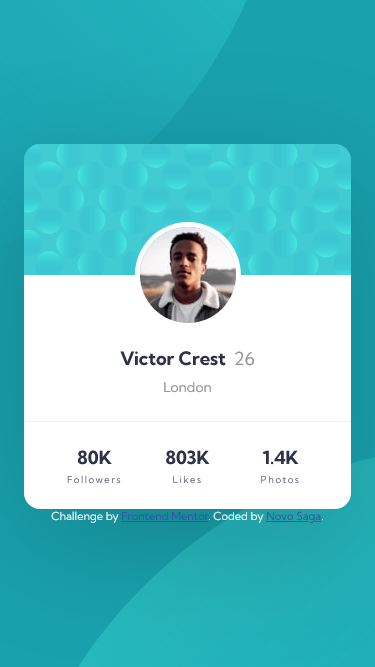 Victor Crest 26
London
80K 803K 1.4K
Followers Likes Photos
Challenge by Frontend Mentor. Coded by Novo Saga.